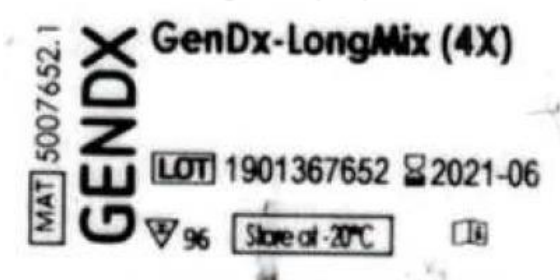 MAT 5007652.1
GENDX
GenDx-LongMix (4X)
LOT 1901367652 2021-06
96 Store at -20°C